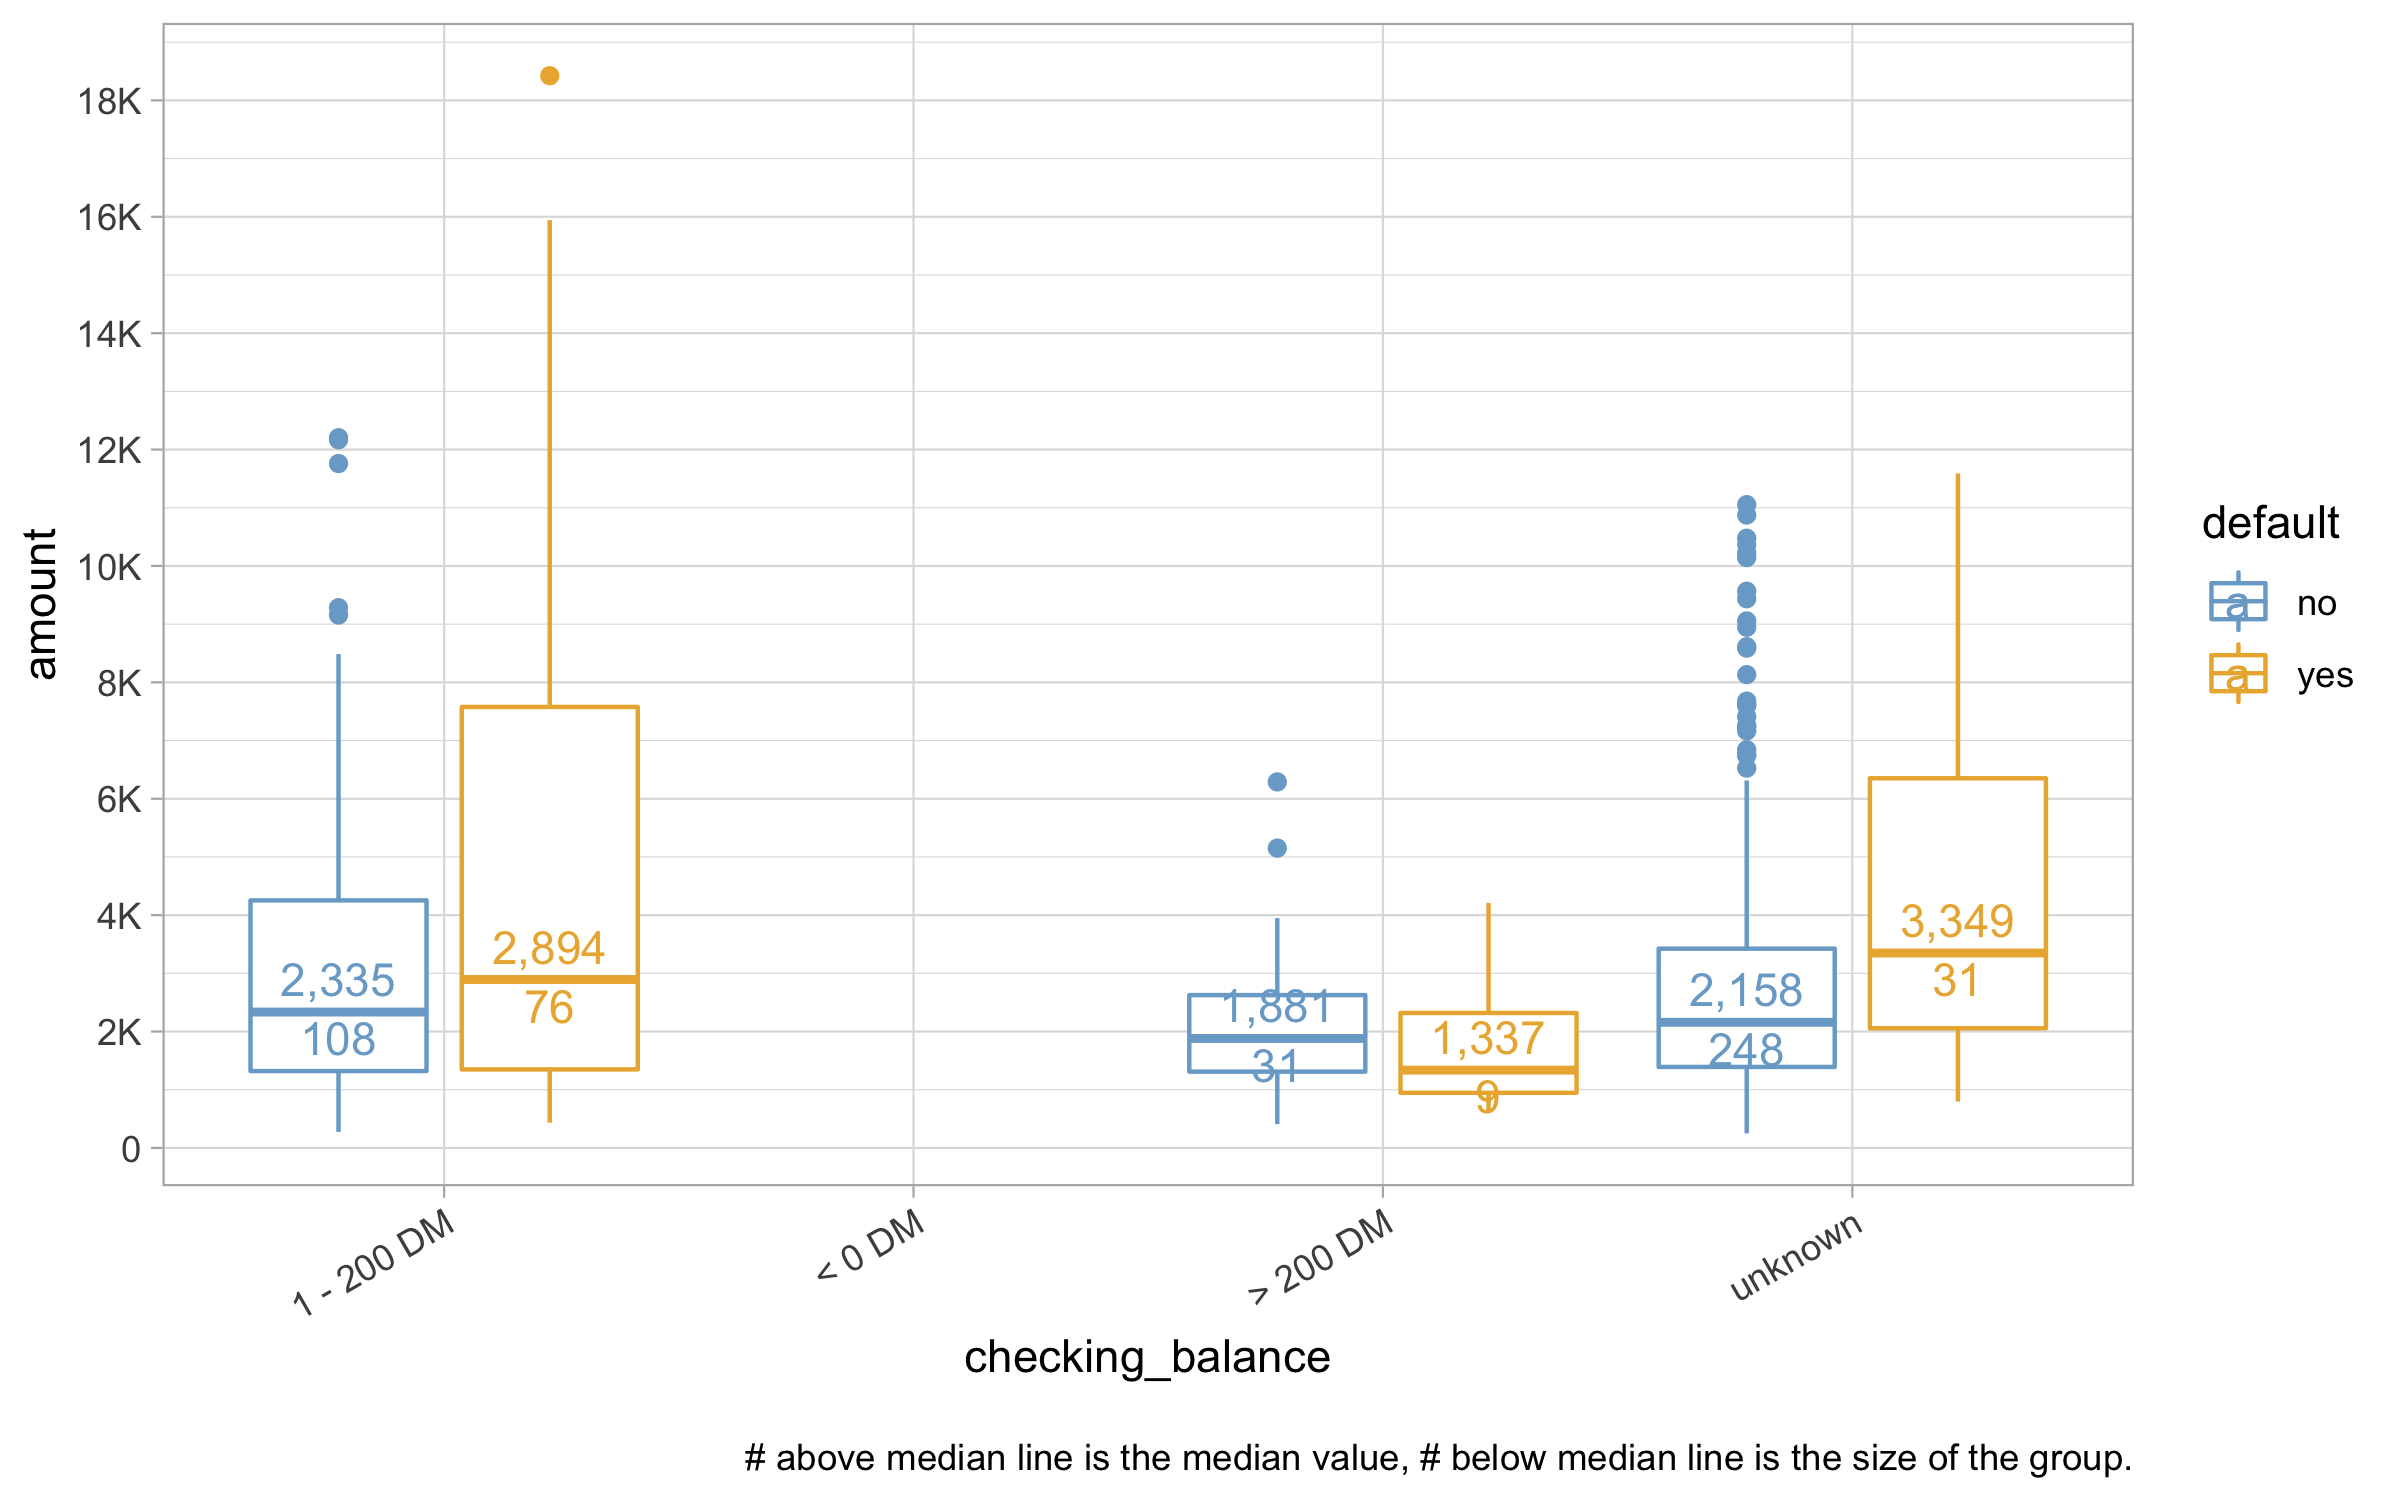 18K
16K
14K
12K
10K
8K
6K
4K
2K
0
amount
2,335
108
2,894
76
1,881
31
1,337
9
2,158
248
3,349
31
1 - 200 DM
< 0 DM
> 200 DM
unknown
checking_balance
default
a no
a yes
# above median line is the median value, # below median line is the size of the group.